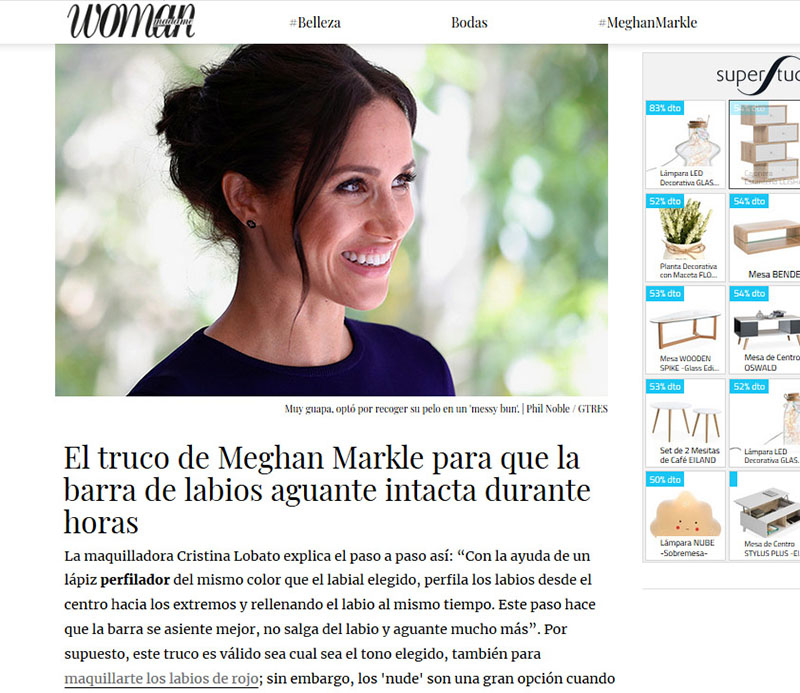 woman
madame
#Belleza
Bodas
#MeghanMarkle
Muy guapa, optó por recoger su pelo en un 'messy bun'. | Phil Noble / GTRES
El truco de Meghan Markle para que la
barra de labios aguante intacta durante
horas
La maquilladora Cristina Lobato explica el paso a paso así: “Con la ayuda de un
lápiz perfilador del mismo color que el labial elegido, perfila los labios desde el
centro hacia los extremos y rellenando el labio al mismo tiempo. Este paso hace
que la barra se asiente mejor, no salga del labio y aguante mucho más”. Por
supuesto, este truco es válido sea cual sea el tono elegido, también para
maquillarte los labios de rojo; sin embargo, los 'nude' son una gran opción cuando
super
83% dto
Lámpara LED
Decorativa GLAS...
52% dto
Planta Decorativa
con Maceta FLO...
54% dto
Mesa BENDE
53% dto
Mesa WOODEN
SPIKE -Glass Edi...
54% dto
Mesa de Centro
OSWALD
53% dto
Set de 2 Mesitas
de Café EILAND
52% dto
Lámpara LED
Decorativa GLAS...
50% dto
Lámpara NUBE
-Sobremesa-
Mesa de Centro
STYLUS PLUS -El